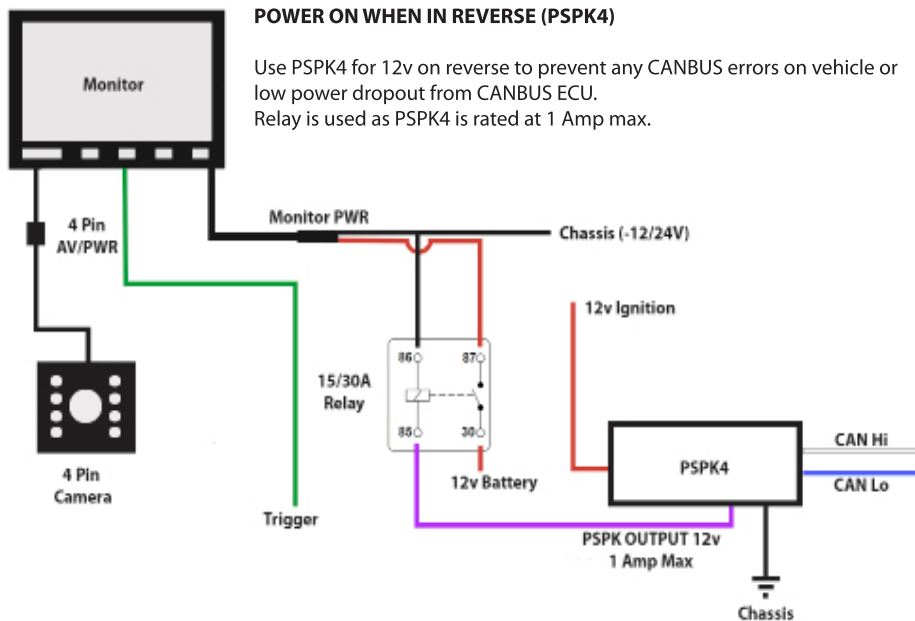 POWER ON WHEN IN REVERSE (PSPK4)
Use PSPK4 for 12v on reverse to prevent any CANBUS errors on vehicle or
low power dropout from CANBUS ECU.
Relay is used as PSPK4 is rated at 1 Amp max.
Monitor
4 Pin
AV/PWR
Monitor PWR
Chassis (-12/24V)
12v Ignition
86
87
15/30A
Relay
85
30
12v Battery
4 Pin
Camera
Trigger
PSPK4
CAN Hi
CAN Lo
PSPK OUTPUT 12v
1 Amp Max
Chassis